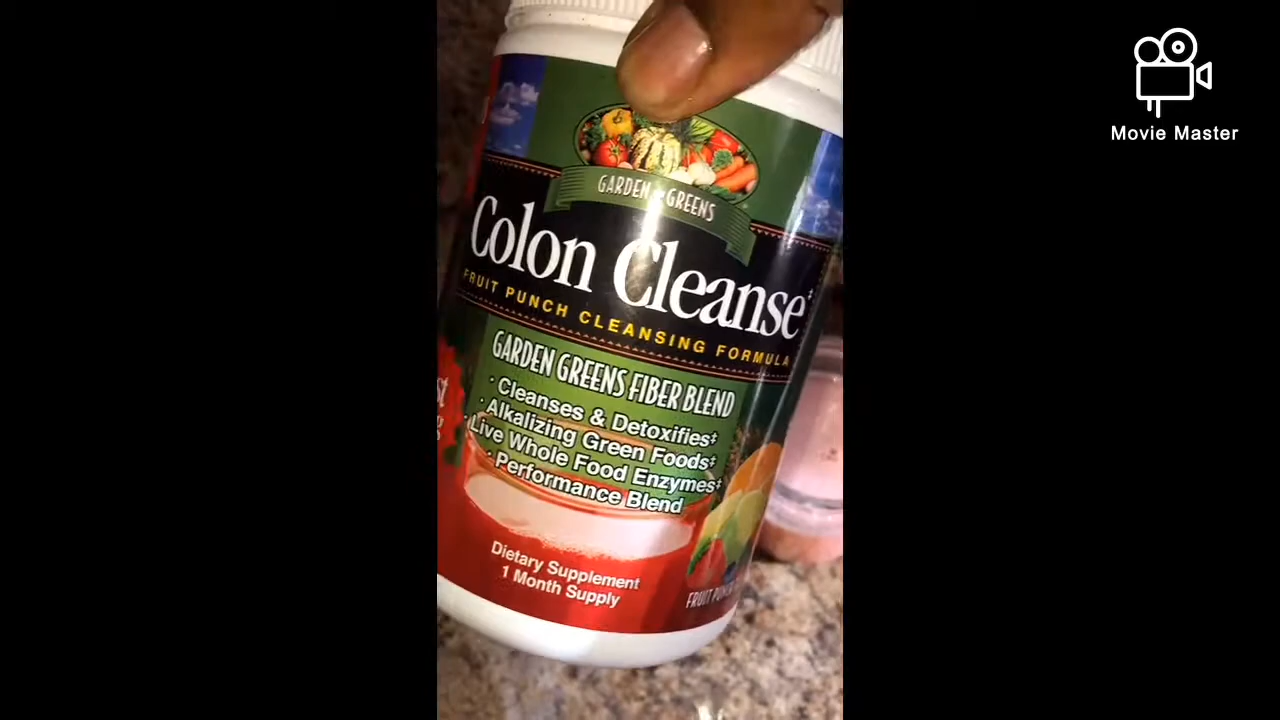 GARDEN GREENS
Colon Cleanse‡
FRUIT PUNCH CLEANSING FORMULA
GARDEN GREENS FIBER BLEND
· Cleanses & Detoxifies‡
· Alkalizing Green Foods‡
· Live Whole Food Enzymes‡
· Performance Blend
Dietary Supplement
1 Month Supply
FRUIT
Movie Master